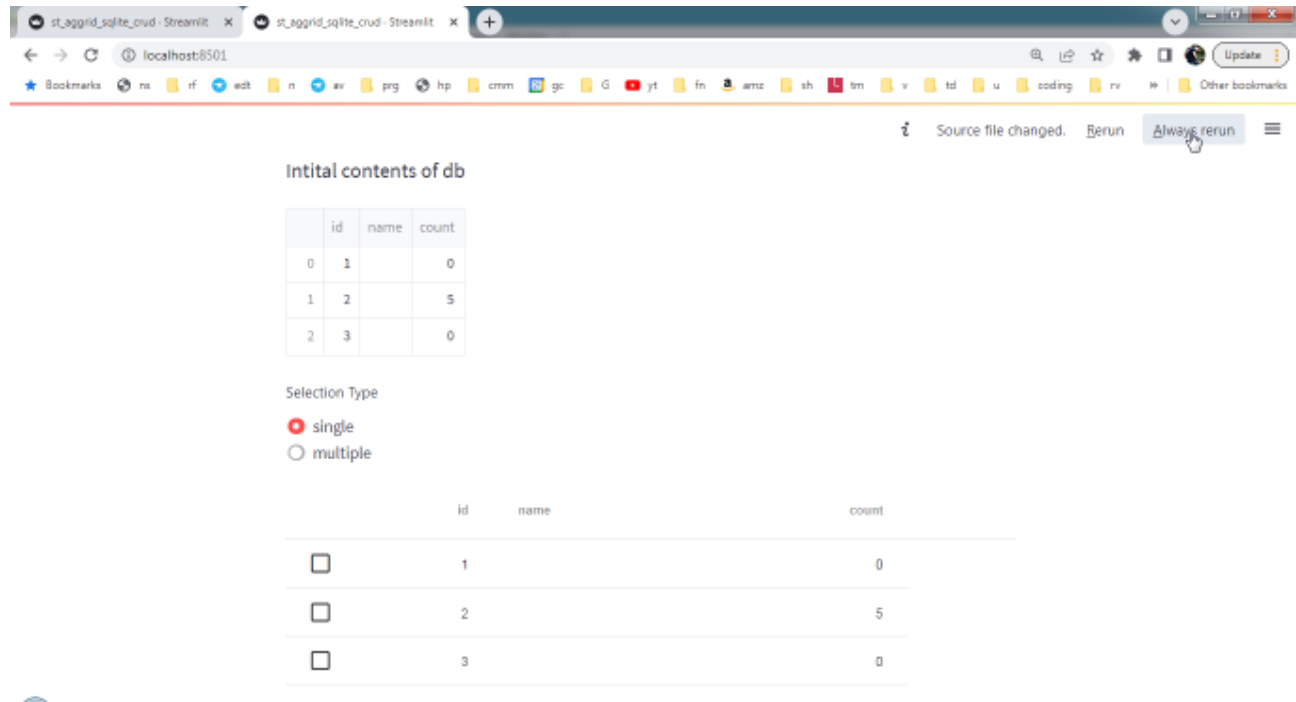 st_aggrid_sqlite_crud · Streamlit
st_aggrid_sqlite_crud · Streamlit
localhost:8501
Update
Bookmarks ns rf edt n av prg hp cmm gc G yt fn amz sh tm v td u coding rv » Other bookmarks
i Source file changed. Rerun Always rerun
Intital contents of db
id name count
0 1 0
1 2 5
2 3 0
Selection Type
single
multiple
id name count
1 0
2 5
3 0